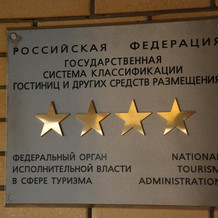 РОССИЙСКАЯ ФЕДЕРАЦИЯ
ГОСУДАРСТВЕННАЯ
СИСТЕМА КЛАССИФИКАЦИИ
ГОСТИНИЦ И ДРУГИХ СРЕДСТВ РАЗМЕЩЕНИЯ
ФЕДЕРАЛЬНЫЙ ОРГАН
ИСПОЛНИТЕЛЬНОЙ ВЛАСТИ
В СФЕРЕ ТУРИЗМА
NATIONAL
TOURISM
ADMINISTRATION